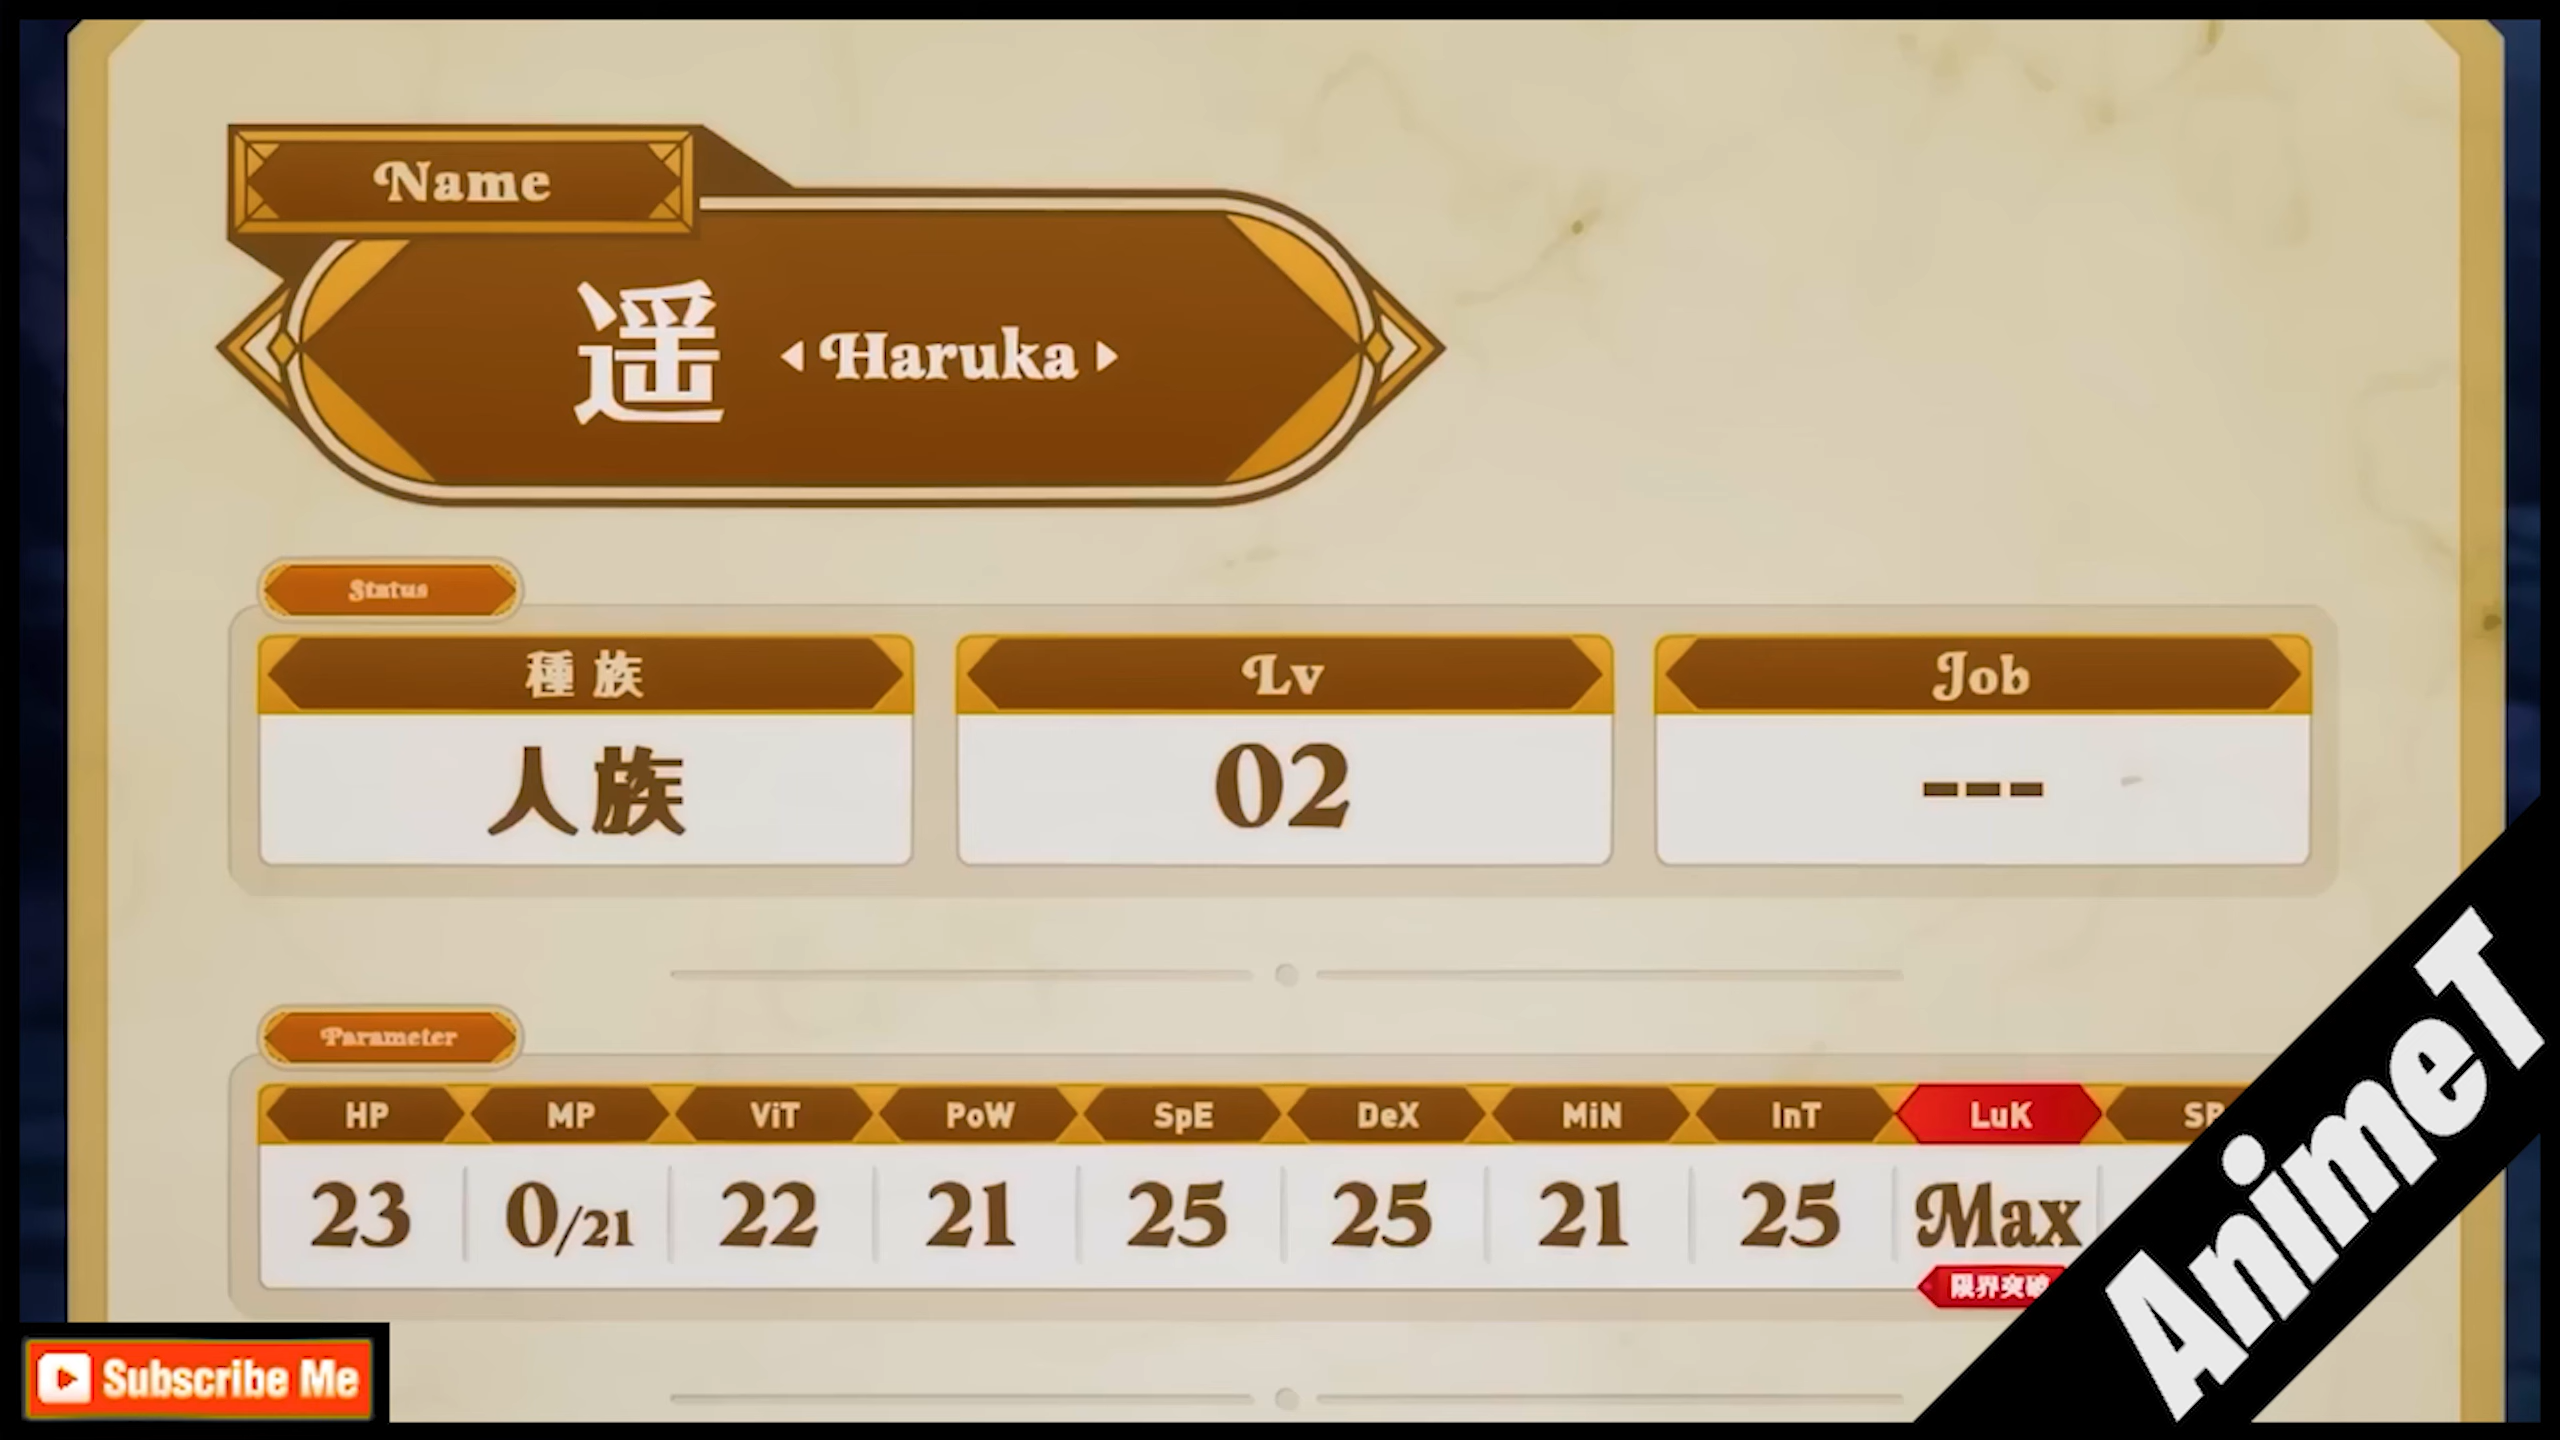 Name
遥 Haruka
Status
種族 Lv Job
人族 02 ---
Parameter
HP MP ViT PoW SpE DeX MiN InT LuK SP
23 0/21 22 21 25 25 21 25 Max
限界突破
Subscribe Me
AnimeT